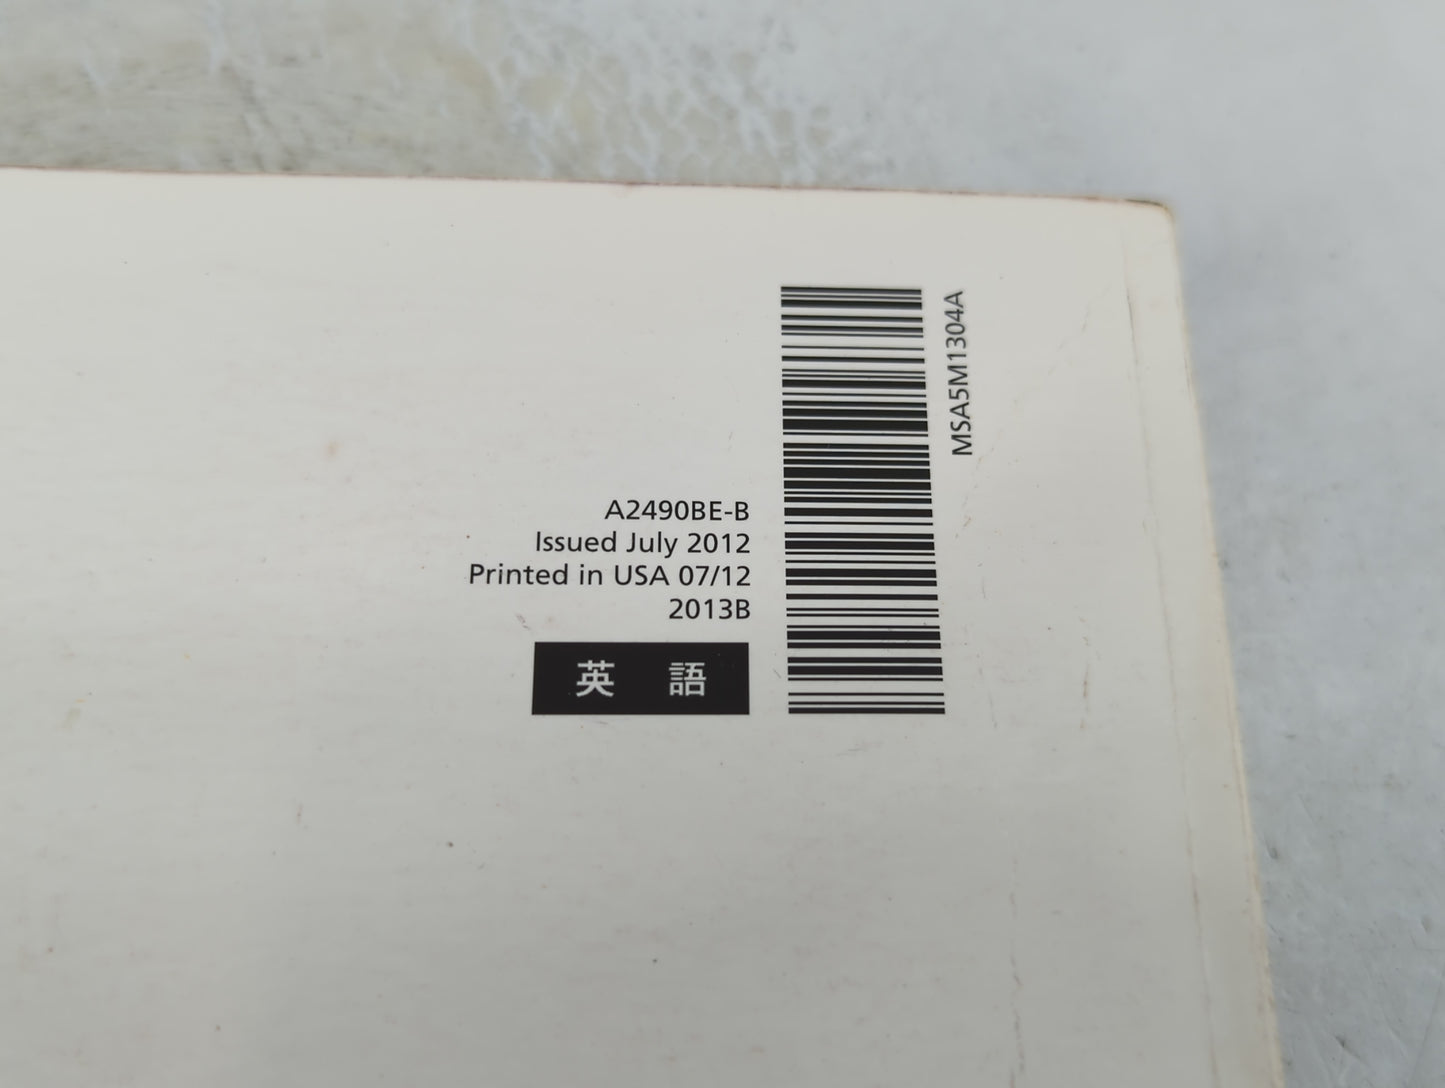 MSA5M1304A
A2490BE-B
Issued July 2012
Printed in USA 07/12
2013B
英 語